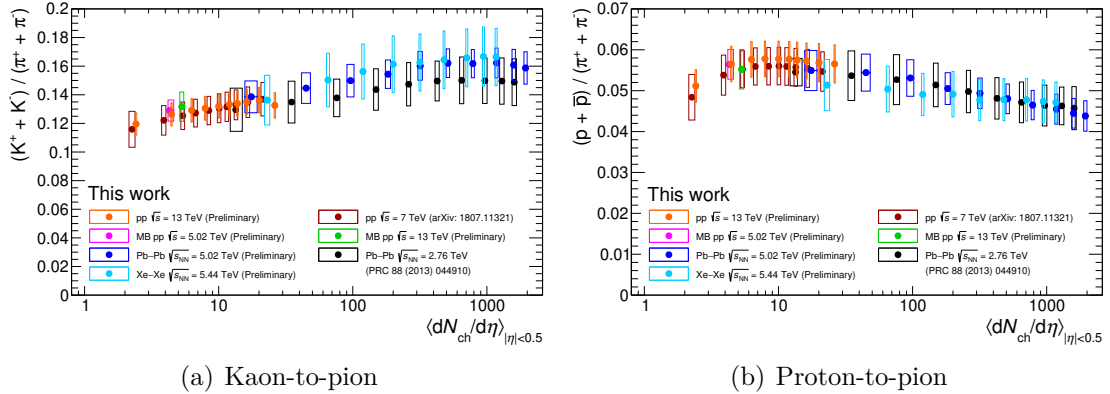 (K⁺ + K⁻) / (π⁺ + π⁻)
0.2
0.18
0.16
0.14
0.12
0.1
0.08
0.06
0.04
0.02
0
This work
pp √s = 13 TeV (Preliminary)
pp √s = 7 TeV (arXiv: 1807.11321)
MB pp √s = 5.02 TeV (Preliminary)
MB pp √s = 13 TeV (Preliminary)
Pb−Pb √sNN = 5.02 TeV (Preliminary)
Pb−Pb √sNN = 2.76 TeV
(PRC 88 (2013) 044910)
Xe−Xe √sNN = 5.44 TeV (Preliminary)
1 10 100 1000
⟨dNch/dη⟩|η|<0.5
(a) Kaon-to-pion
(p + p̅) / (π⁺ + π⁻)
0.07
0.06
0.05
0.04
0.03
0.02
0.01
0
This work
pp √s = 13 TeV (Preliminary)
pp √s = 7 TeV (arXiv: 1807.11321)
MB pp √s = 5.02 TeV (Preliminary)
MB pp √s = 13 TeV (Preliminary)
Pb−Pb √sNN = 5.02 TeV (Preliminary)
Pb−Pb √sNN = 2.76 TeV
(PRC 88 (2013) 044910)
Xe−Xe √sNN = 5.44 TeV (Preliminary)
1 10 100 1000
⟨dNch/dη⟩|η|<0.5
(b) Proton-to-pion